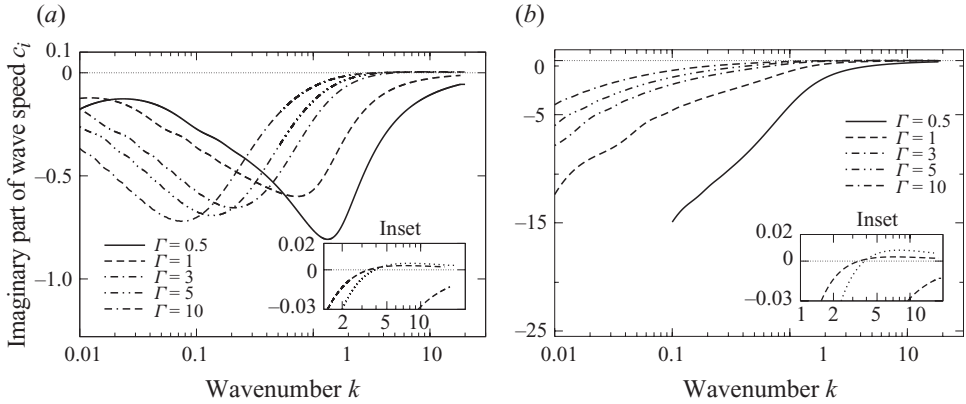 (a)
0.1
0
−0.5
−1.0
Imaginary part of wave speed c_i
Γ = 0.5
Γ = 1
Γ = 3
Γ = 5
Γ = 10
Inset
0.02
0
−0.03
2 5 10
0.01 0.1 1 10
Wavenumber k
(b)
0
−5
−15
−25
Γ = 0.5
Γ = 1
Γ = 3
Γ = 5
Γ = 10
Inset
0.02
0
−0.03
1 2 5 10
0.01 0.1 1 10
Wavenumber k